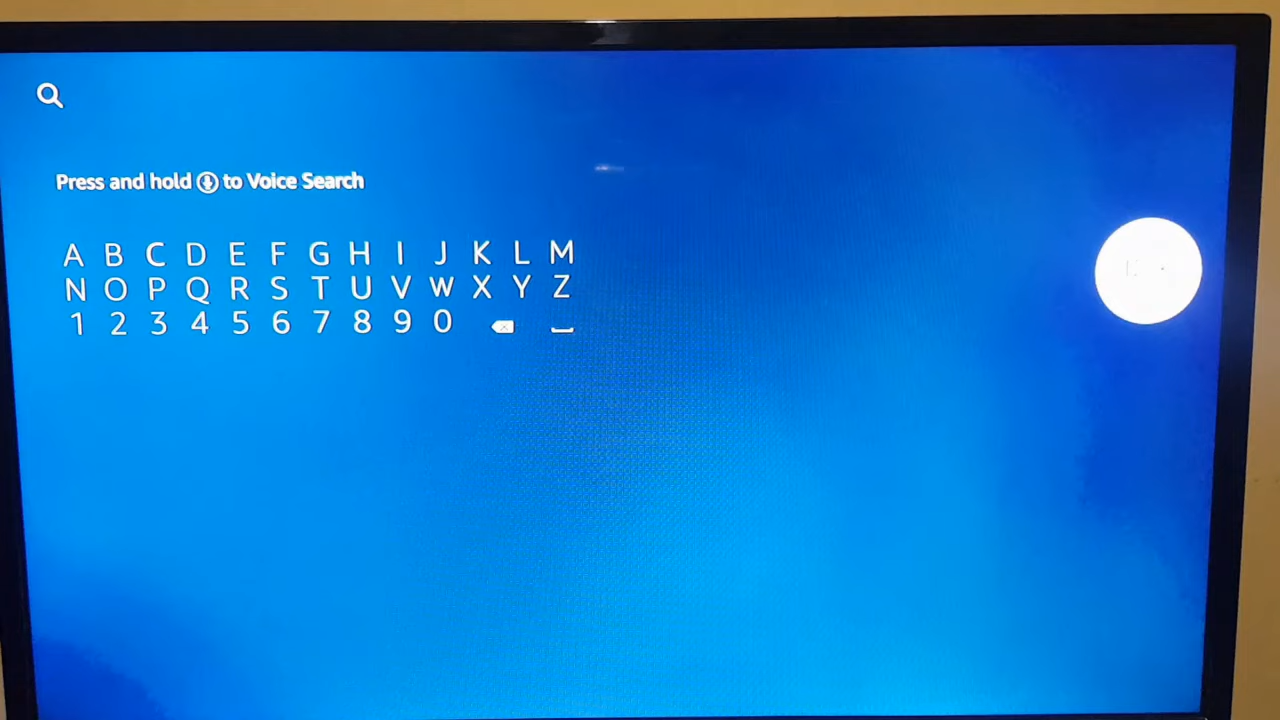 Press and hold to Voice Search
A B C D E F G H I J K L M
N O P Q R S T U V W X Y Z
1 2 3 4 5 6 7 8 9 0